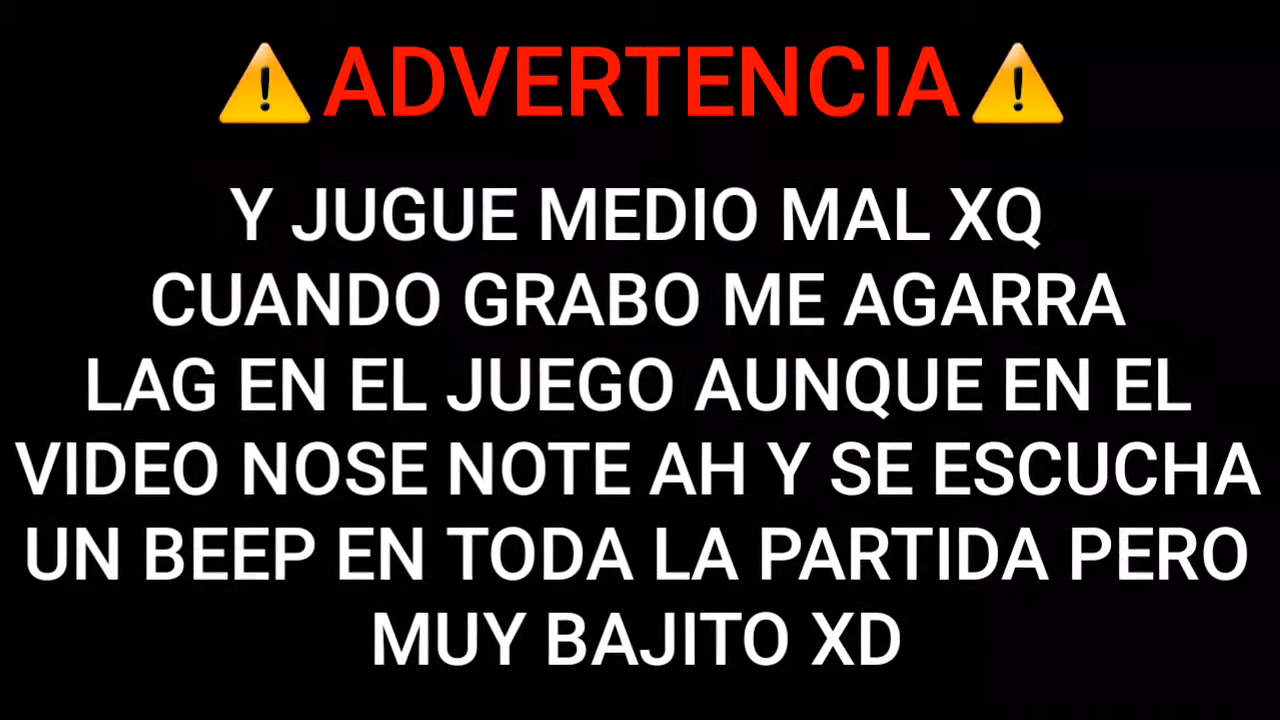 ⚠️ADVERTENCIA⚠️
Y JUGUE MEDIO MAL XQ
CUANDO GRABO ME AGARRA
LAG EN EL JUEGO AUNQUE EN EL
VIDEO NOSE NOTE AH Y SE ESCUCHA
UN BEEP EN TODA LA PARTIDA PERO
MUY BAJITO XD